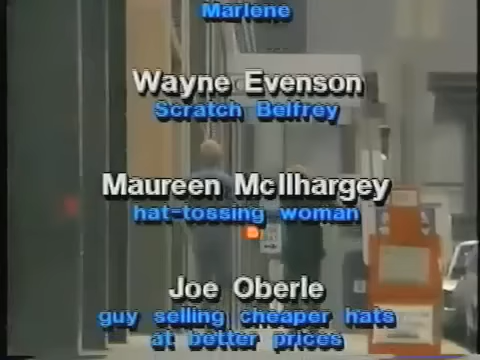 Marlene
Wayne Evenson
Scratch Belfrey
Maureen McIlhargey
hat-tossing woman
Joe Oberle
guy selling cheaper hats
at better prices